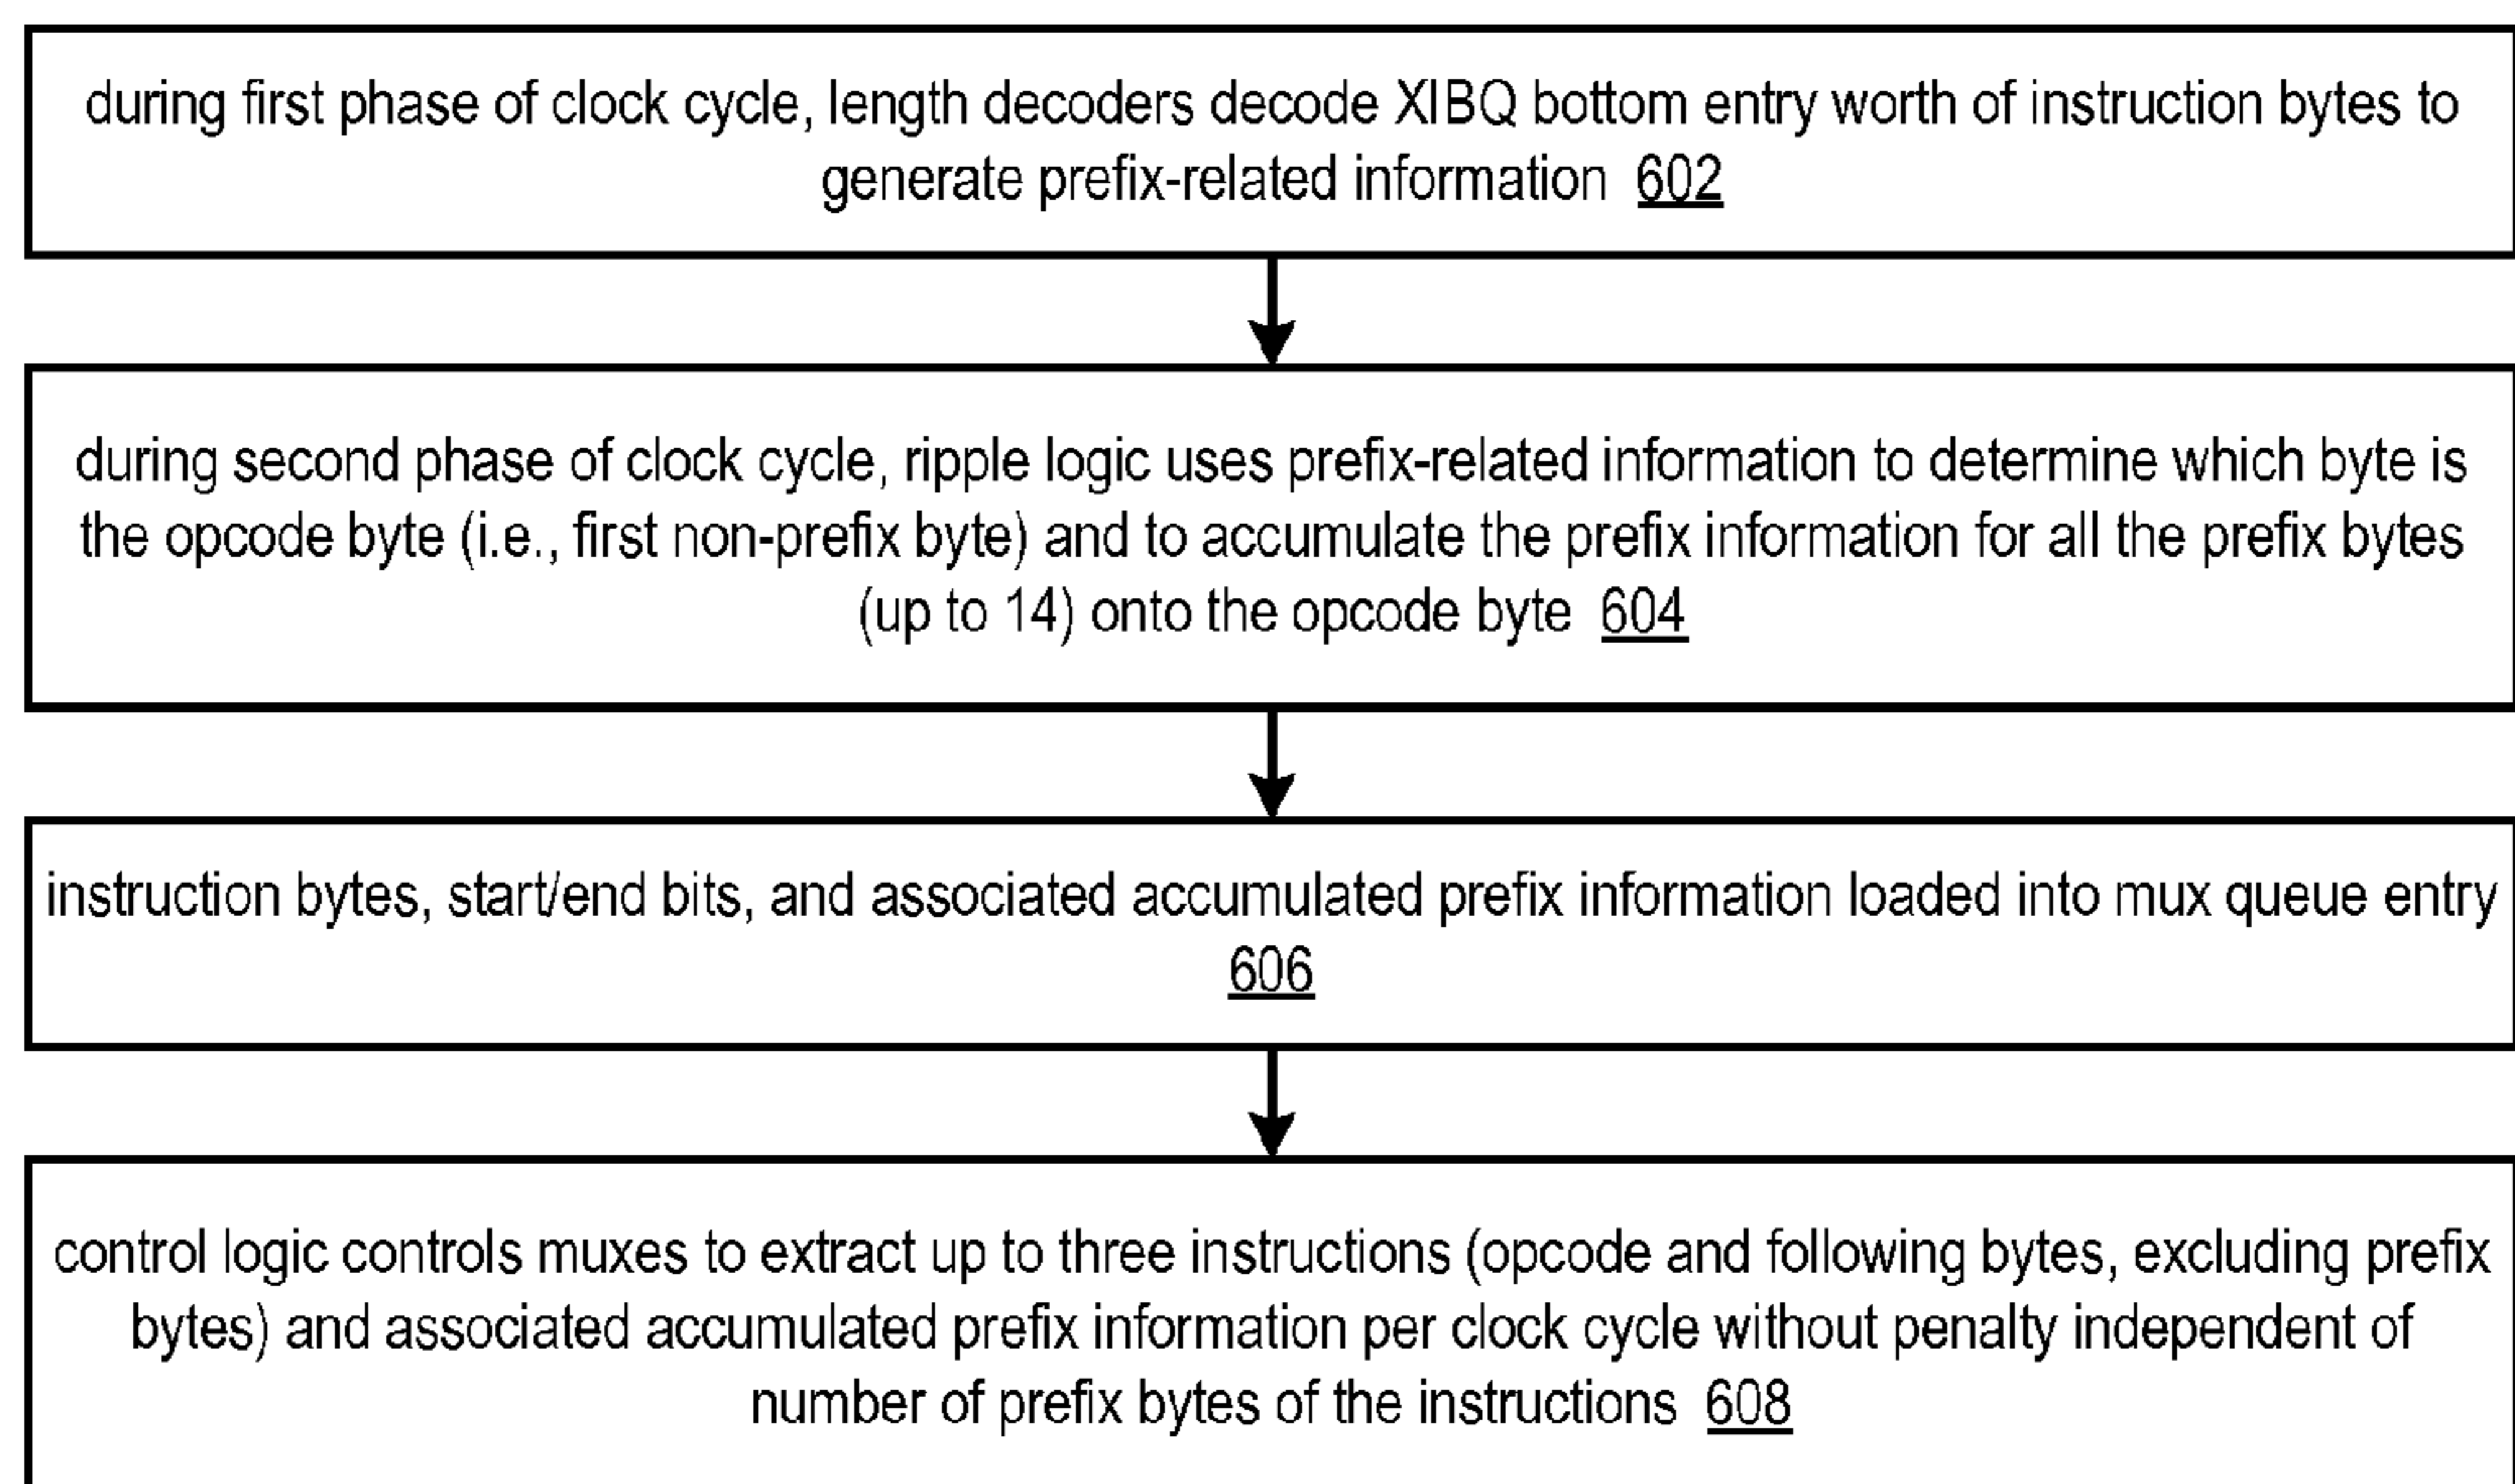 during first phase of clock cycle, length decoders decode XIBQ bottom entry worth of instruction bytes to
generate prefix-related information 602
during second phase of clock cycle, ripple logic uses prefix-related information to determine which byte is
the opcode byte (i.e., first non-prefix byte) and to accumulate the prefix information for all the prefix bytes
(up to 14) onto the opcode byte 604
instruction bytes, start/end bits, and associated accumulated prefix information loaded into mux queue entry
606
control logic controls muxes to extract up to three instructions (opcode and following bytes, excluding prefix
bytes) and associated accumulated prefix information per clock cycle without penalty independent of
number of prefix bytes of the instructions 608